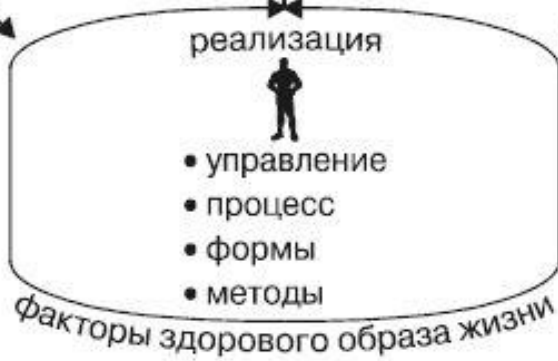 реализация
• управление
• процесс
• формы
• методы
факторы здорового образа жизни